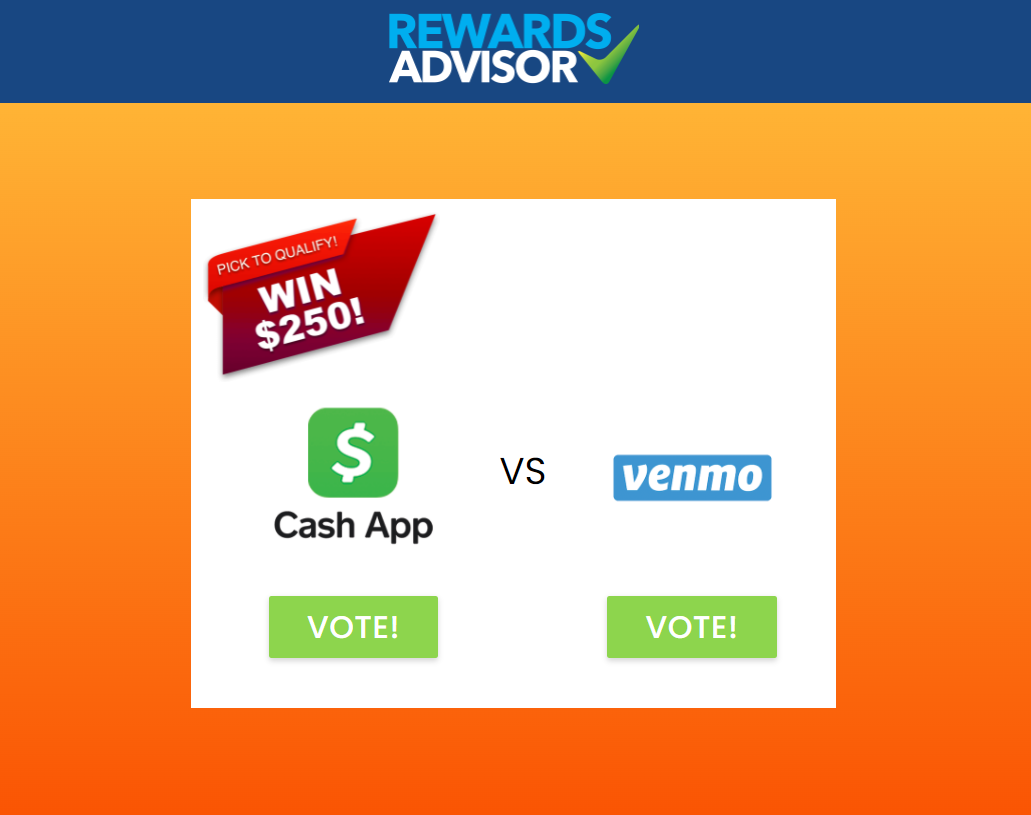 REWARDS
ADVISOR
PICK TO QUALIFY!
WIN
$250!
$
Cash App
VS
venmo
VOTE!
VOTE!